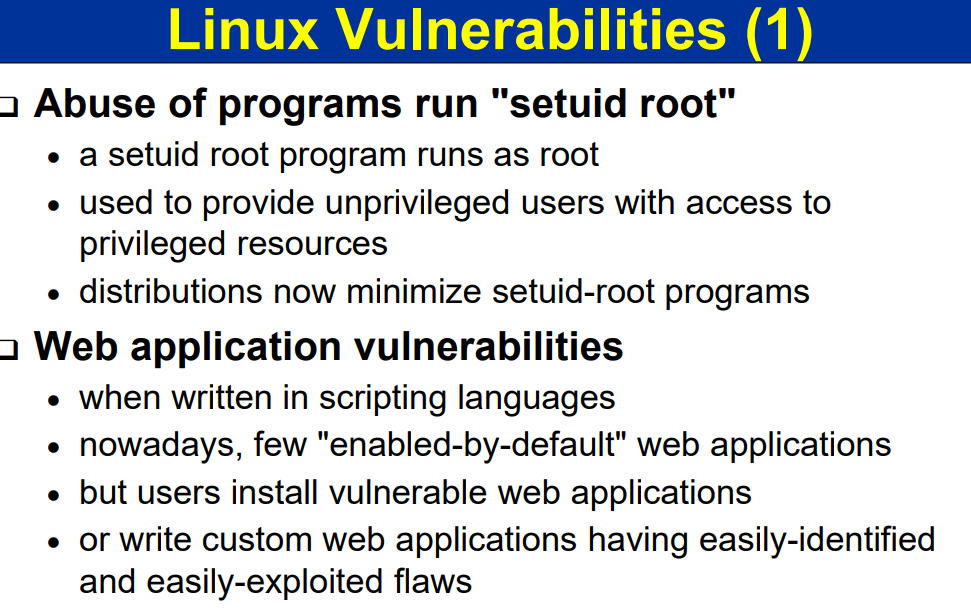 Linux Vulnerabilities (1)
Abuse of programs run "setuid root"
• a setuid root program runs as root
• used to provide unprivileged users with access to
privileged resources
• distributions now minimize setuid-root programs
Web application vulnerabilities
• when written in scripting languages
• nowadays, few "enabled-by-default" web applications
• but users install vulnerable web applications
• or write custom web applications having easily-identified
and easily-exploited flaws